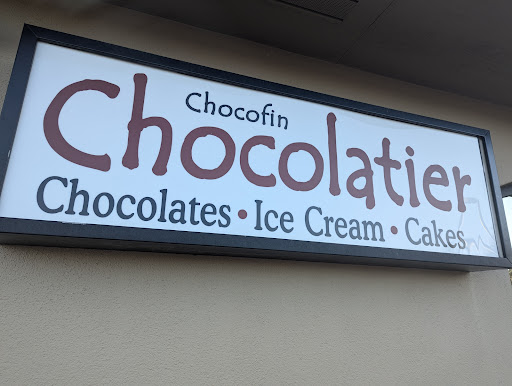 Chocofin
Chocolatier
Chocolates • Ice Cream • Cakes